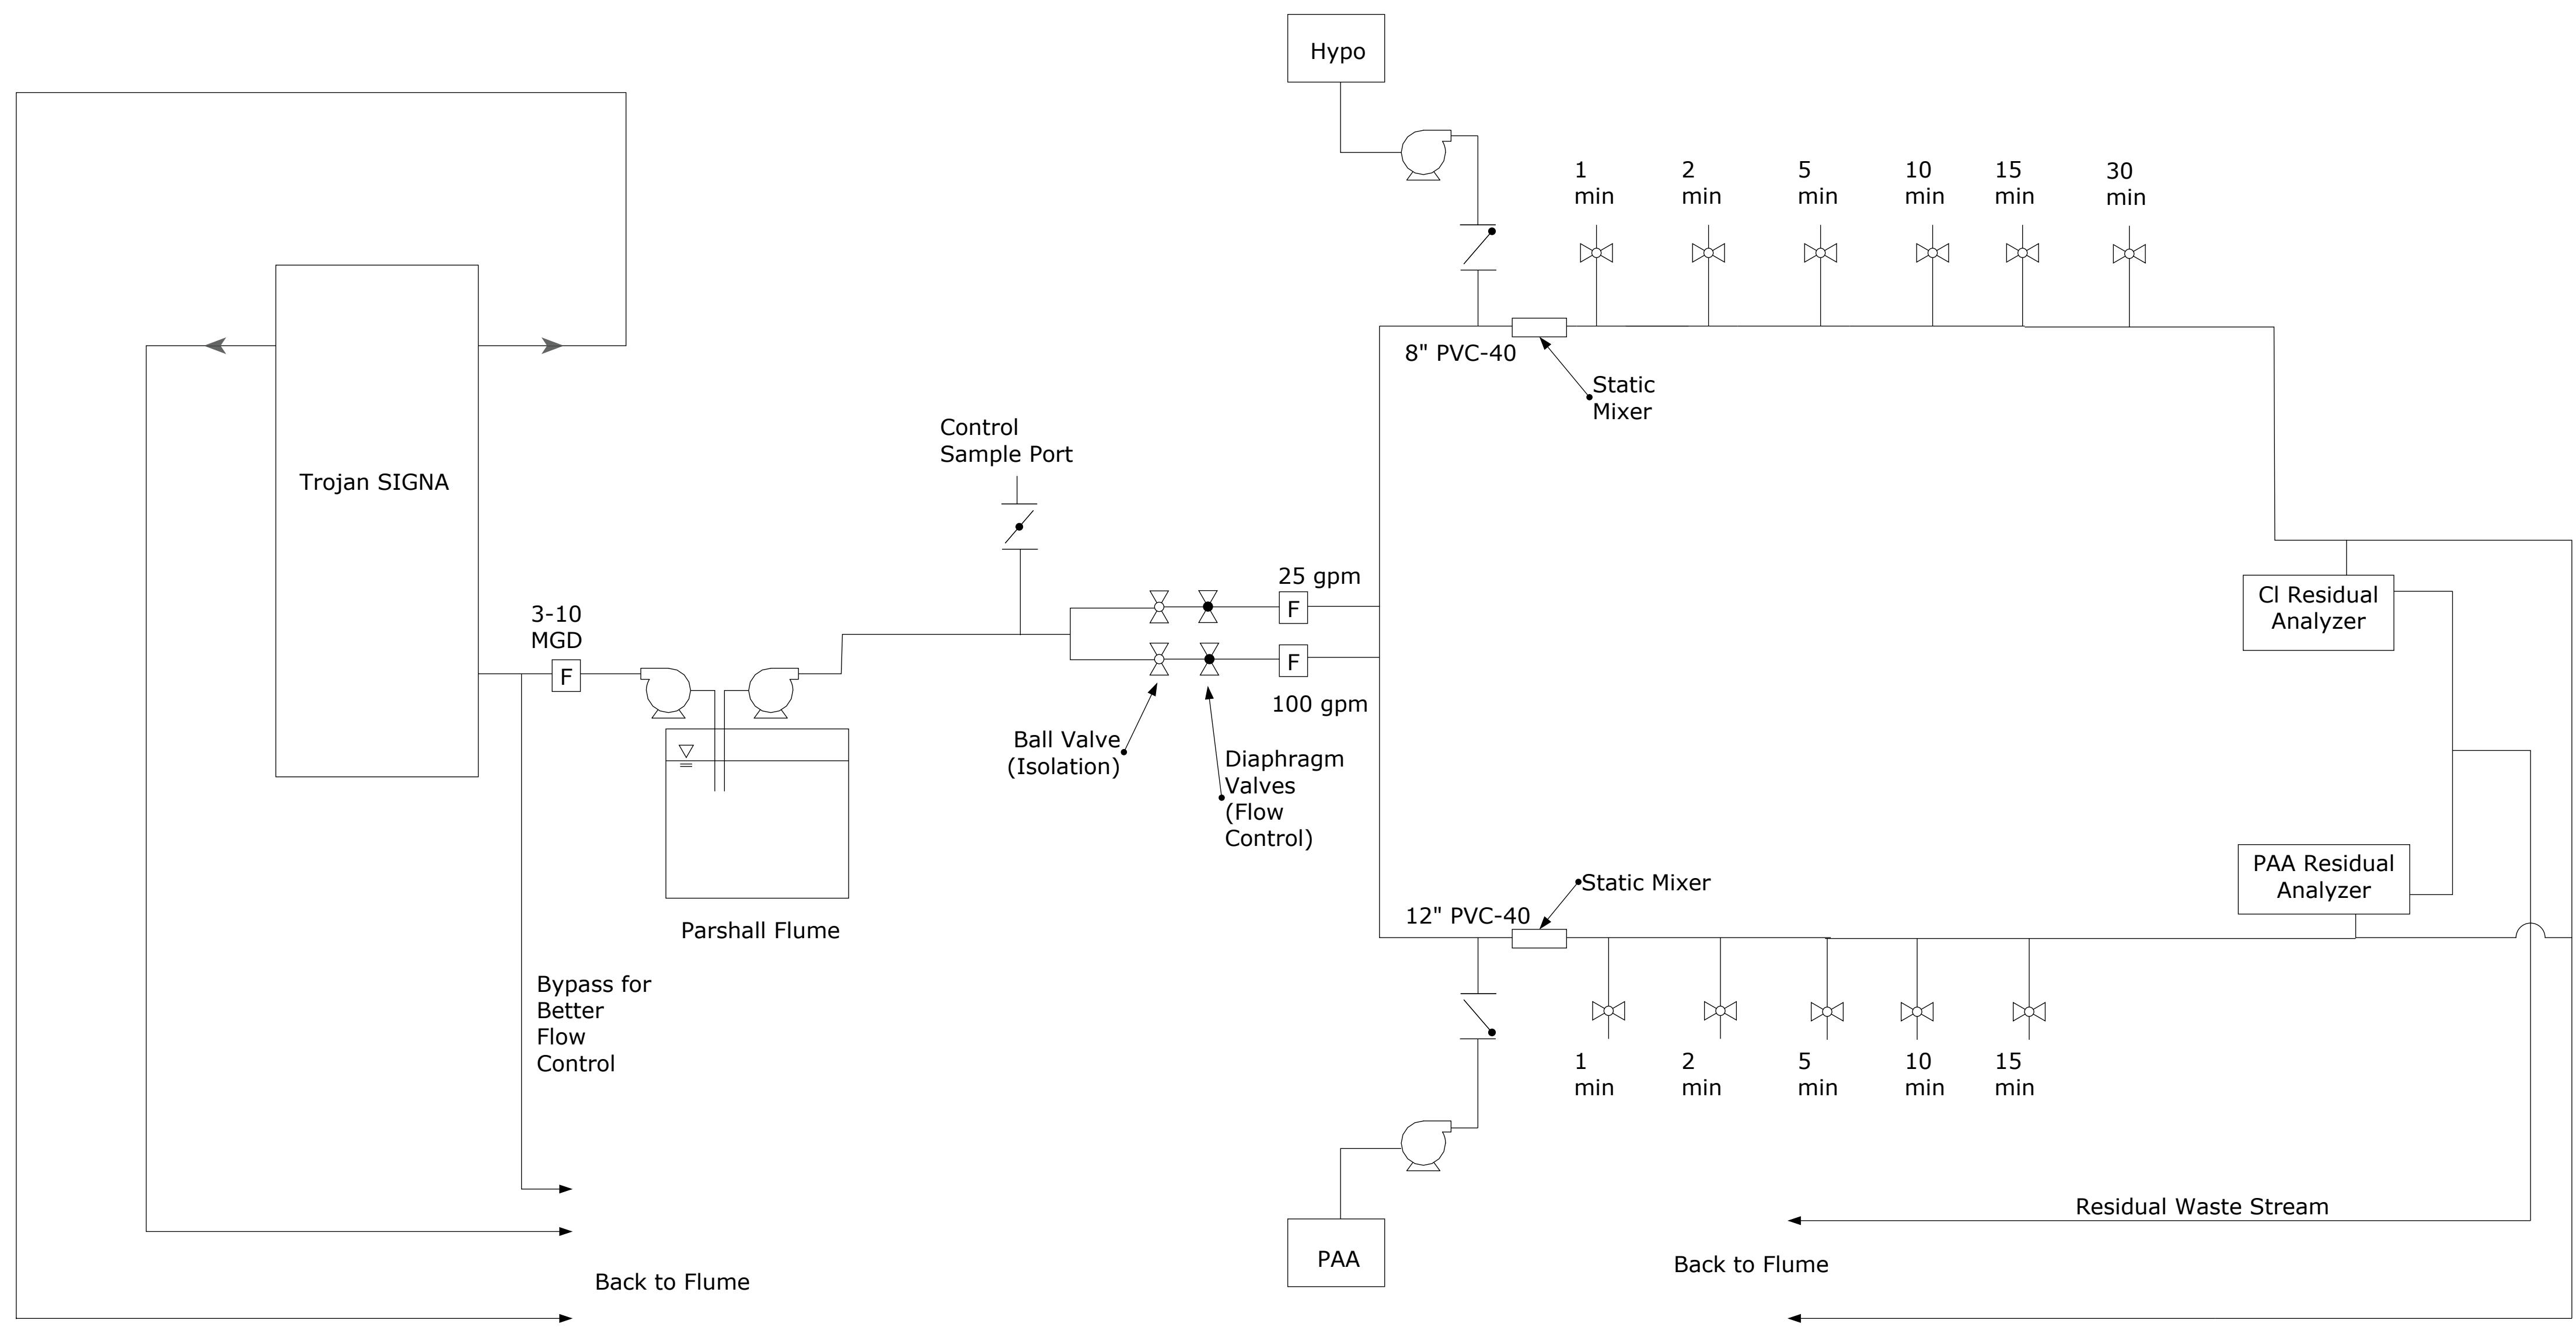 Hypo
1
min
2
min
5
min
10
min
15
min
30
min
8" PVC-40
Static
Mixer
Control
Sample Port
Trojan SIGNA
3-10
MGD
F
25 gpm
F
F
100 gpm
Ball Valve
(Isolation)
Diaphragm
Valves
(Flow
Control)
Parshall Flume
Cl Residual
Analyzer
PAA Residual
Analyzer
Static Mixer
12" PVC-40
Bypass for
Better
Flow
Control
1
min
2
min
5
min
10
min
15
min
PAA
Residual Waste Stream
Back to Flume
Back to Flume